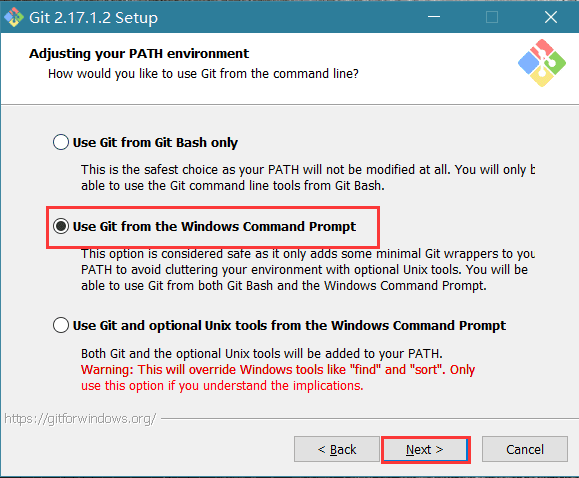 Git 2.17.1.2 Setup
Adjusting your PATH environment
How would you like to use Git from the command line?
Use Git from Git Bash only
This is the safest choice as your PATH will not be modified at all. You will only
able to use the Git command line tools from Git Bash.
Use Git from the Windows Command Prompt
This option is considered safe as it only adds some minimal Git wrappers to you
PATH to avoid cluttering your environment with optional Unix tools. You will be
able to use Git from both Git Bash and the Windows Command Prompt.
Use Git and optional Unix tools from the Windows Command Prompt
Both Git and the optional Unix tools will be added to your PATH.
Warning: This will override Windows tools like "find" and "sort". Only
use this option if you understand the implications.
https://gitforwindows.org/
< Back
Next >
Cancel